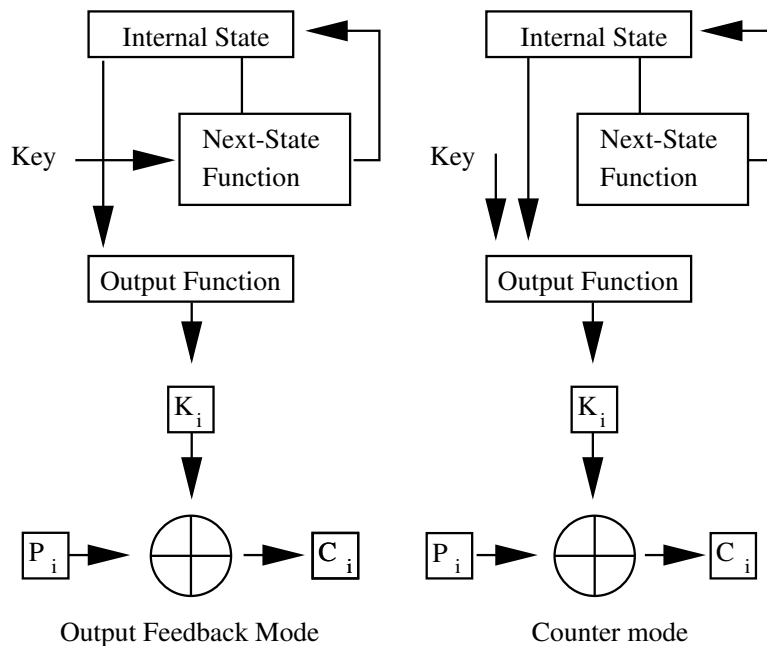 Internal State
Next-State
Function
Key
Output Function
K i
P i
C i
Output Feedback Mode
Internal State
Next-State
Function
Key
Output Function
K i
P i
C i
Counter mode